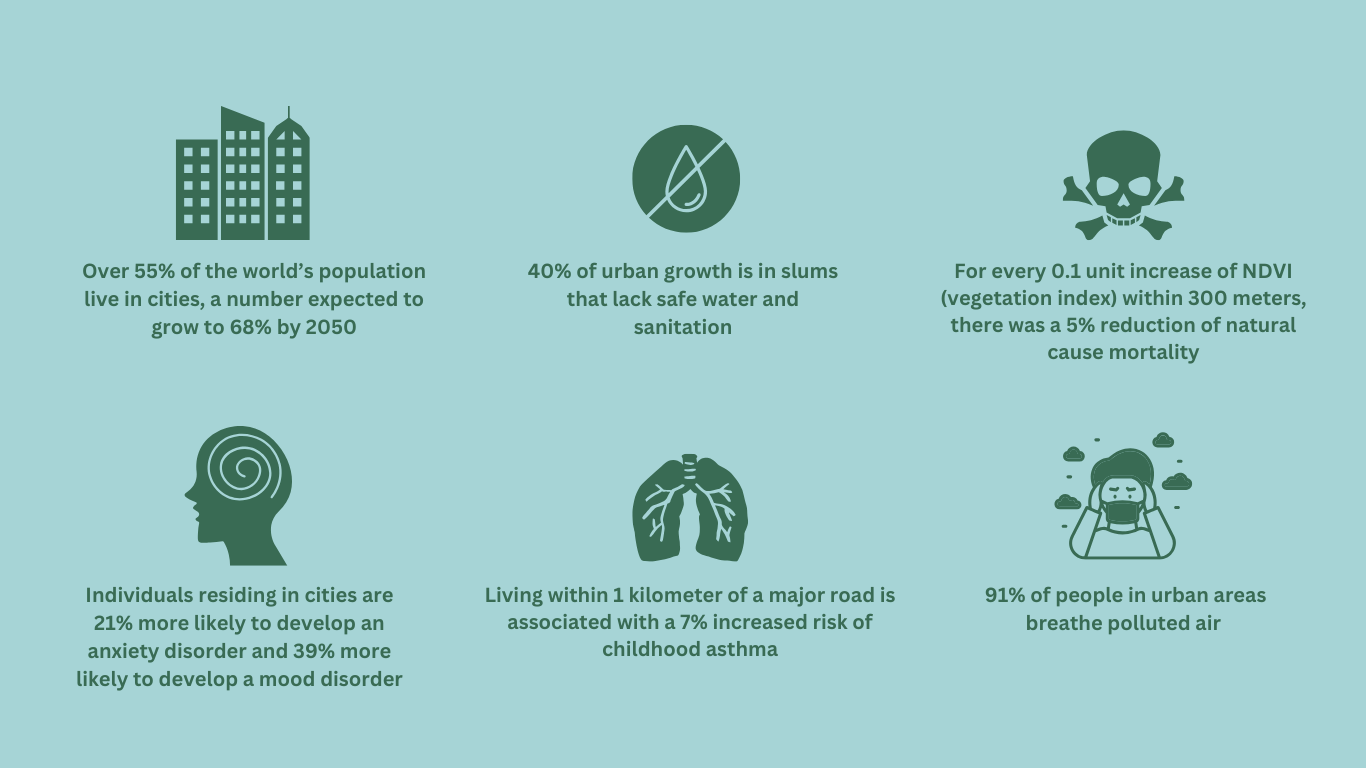 Over 55% of the world’s population
live in cities, a number expected to
grow to 68% by 2050
40% of urban growth is in slums
that lack safe water and
sanitation
For every 0.1 unit increase of NDVI
(vegetation index) within 300 meters,
there was a 5% reduction of natural
cause mortality
Individuals residing in cities are
21% more likely to develop an
anxiety disorder and 39% more
likely to develop a mood disorder
Living within 1 kilometer of a major road is
associated with a 7% increased risk of
childhood asthma
91% of people in urban areas
breathe polluted air